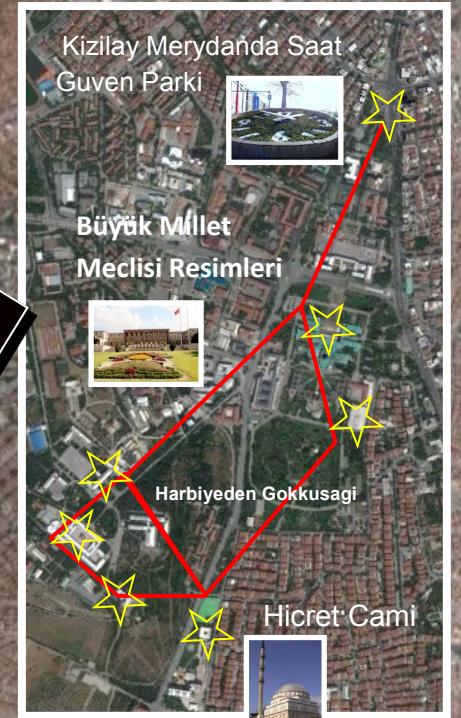 Kizilay Merydanda Saat
Guven Parki
Büyük Millet
Meclisi Resimleri
Harbiyeden Gokkusagi
Hicret Cami